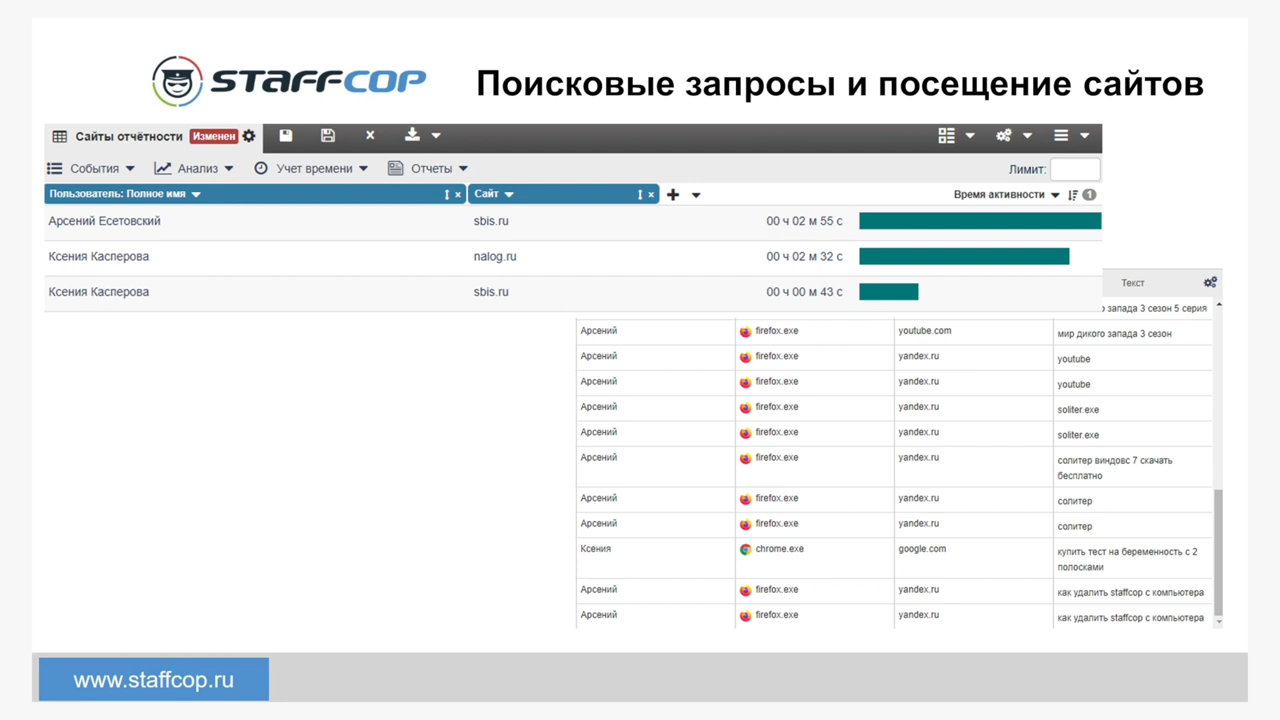 STAFFCOP
Поисковые запросы и посещение сайтов
Сайты отчётности Изменен
События Анализ Учет времени Отчеты Лимит:
Пользователь: Полное имя Сайт Время активности 1
Арсений Есетовский sbis.ru 00 ч 02 м 55 с
Ксения Касперова nalog.ru 00 ч 02 м 32 с
Ксения Касперова sbis.ru 00 ч 00 м 43 с
Текст
запада 3 сезон 5 серия
Арсений firefox.exe youtube.com мир дикого запада 3 сезон
Арсений firefox.exe yandex.ru youtube
Арсений firefox.exe yandex.ru youtube
Арсений firefox.exe yandex.ru soliter.exe
Арсений firefox.exe yandex.ru soliter.exe
Арсений firefox.exe yandex.ru солитер виндовс 7 скачать
бесплатно
Арсений firefox.exe yandex.ru солитер
Арсений firefox.exe yandex.ru солитер
Ксения chrome.exe google.com купить тест на беременность с 2
полосками
Арсений firefox.exe yandex.ru как удалить staffcop с компьютера
Арсений firefox.exe yandex.ru как удалить staffcop с компьютера
www.staffcop.ru